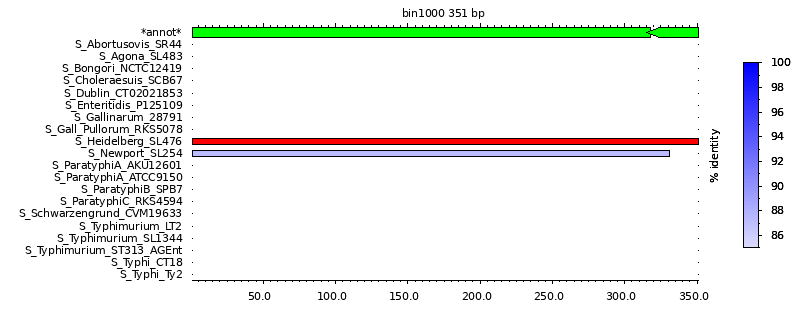 bin1000 351 bp
*annot*
S_Abortusovis_SR44
S_Agona_SL483
S_Bongori_NCTC12419
S_Choleraesuis_SCB67
S_Dublin_CT02021853
S_Enteritidis_P125109
S_Gallinarum_28791
S_Gall_Pullorum_RKS5078
S_Heidelberg_SL476
S_Newport_SL254
S_ParatyphiA_AKU12601
S_ParatyphiA_ATCC9150
S_ParatyphiB_SPB7
S_ParatyphiC_RKS4594
S_Schwarzengrund_CVM19633
S_Typhimurium_LT2
S_Typhimurium_SL1344
S_Typhimurium_ST313_AGEnt
S_Typhi_CT18
S_Typhi_Ty2
50.0 100.0 150.0 200.0 250.0 300.0 350.0
% identity
100
98
96
94
92
90
88
86